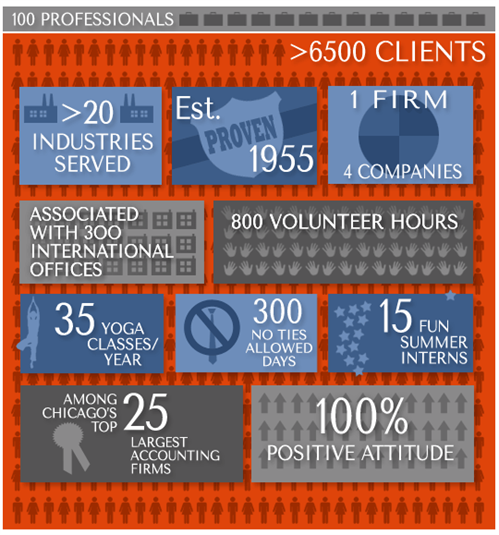 100 PROFESSIONALS
>6500 CLIENTS
>20
INDUSTRIES
SERVED
Est.
PROVEN
1955
1 FIRM
4 COMPANIES
ASSOCIATED
WITH 300
INTERNATIONAL
OFFICES
800 VOLUNTEER HOURS
35 YOGA
CLASSES/
YEAR
300
NO TIES
ALLOWED
DAYS
15 FUN
SUMMER
INTERNS
AMONG
CHICAGO'S
TOP 25
LARGEST
ACCOUNTING
FIRMS
100%
POSITIVE ATTITUDE